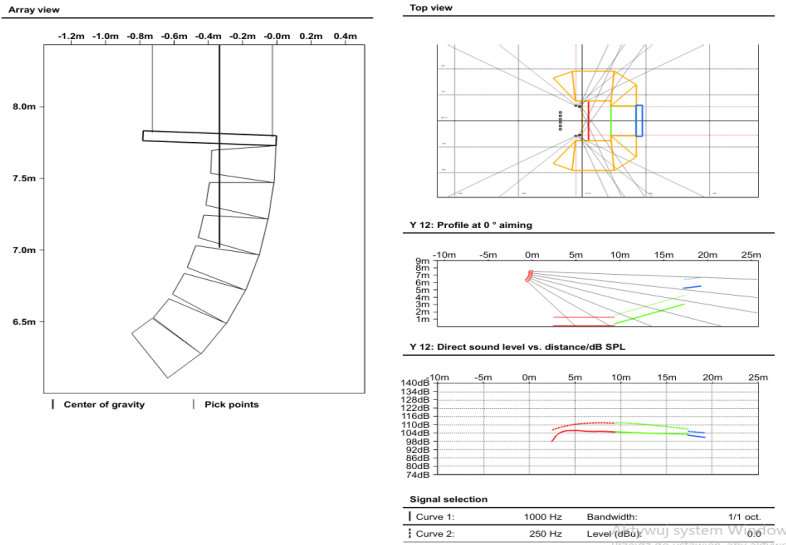 Array view
-1.2m -1.0m -0.8m -0.6m -0.4m -0.2m -0.0m 0.2m 0.4m
8.0m
7.5m
7.0m
6.5m
Center of gravity
Pick points
Top view
Y 12: Profile at 0 ° aiming
-10m -5m 0m 5m 10m 15m 20m 25m
9m
8m
7m
6m
5m
4m
3m
2m
1m
Y 12: Direct sound level vs. distance/dB SPL
-10m -5m 0m 5m 10m 15m 20m 25m
140dB
134dB
128dB
122dB
116dB
110dB
104dB
98dB
92dB
86dB
80dB
74dB
Signal selection
Curve 1: 1000 Hz Bandwidth: 1/1 oct.
Curve 2: 250 Hz Level (dBu): 0.0
Aktywuj system Window